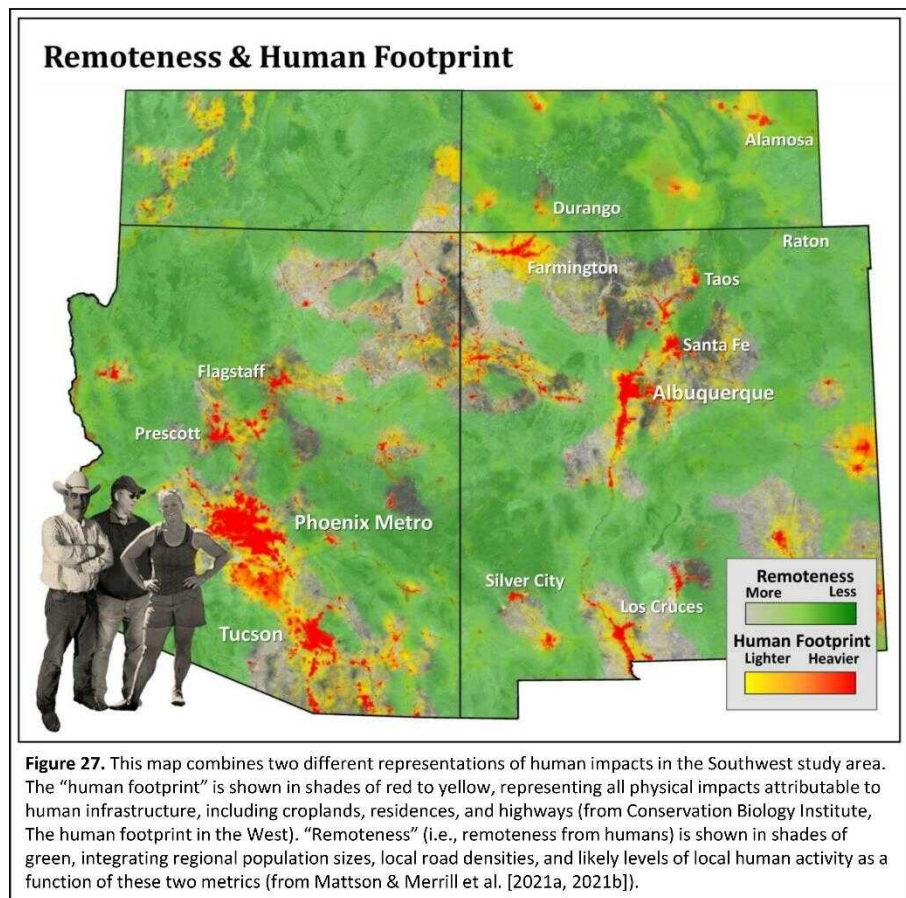 Remoteness & Human Footprint
Alamosa
Durango
Raton
Farmington
Taos
Santa Fe
Flagstaff
Albuquerque
Prescott
Phoenix Metro
Silver City
Los Cruces
Tucson
Remoteness
More Less
Human Footprint
Lighter Heavier
Figure 27. This map combines two different representations of human impacts in the Southwest study area.
The “human footprint” is shown in shades of red to yellow, representing all physical impacts attributable to
human infrastructure, including croplands, residences, and highways (from Conservation Biology Institute,
The human footprint in the West). “Remoteness” (i.e., remoteness from humans) is shown in shades of
green, integrating regional population sizes, local road densities, and likely levels of local human activity as a
function of these two metrics (from Mattson & Merrill et al. [2021a, 2021b]).